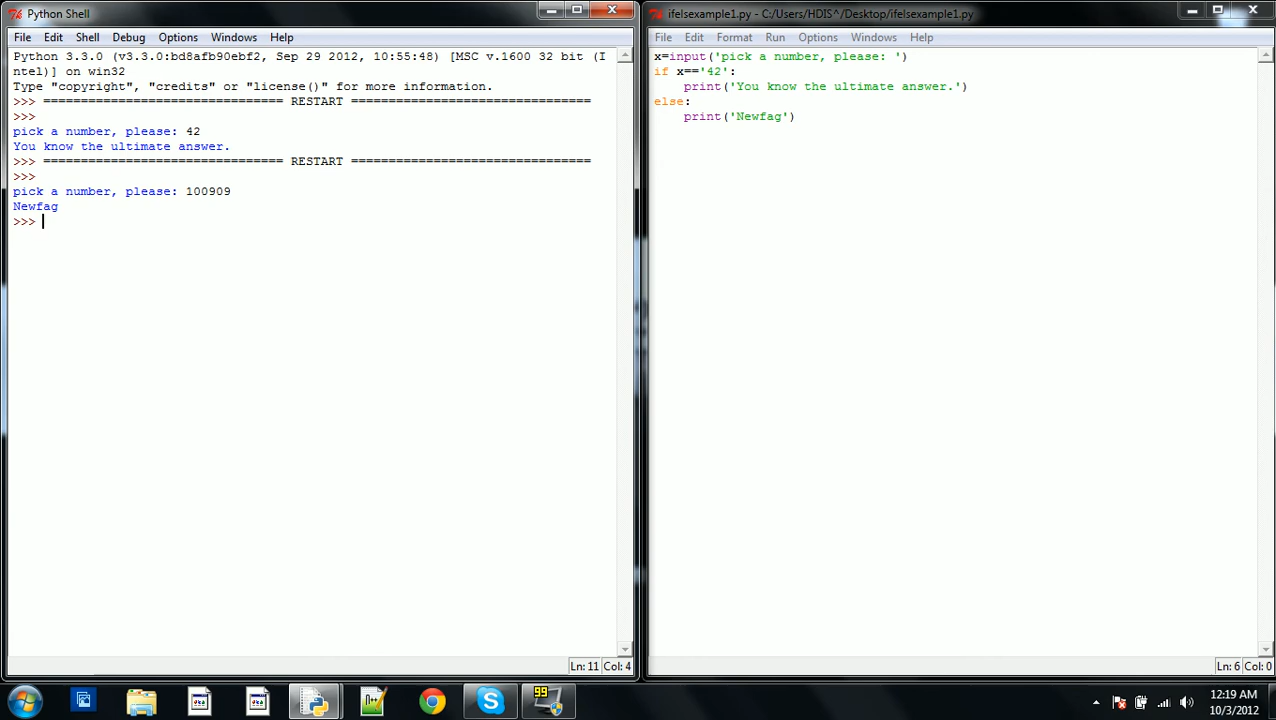 Python Shell
File Edit Shell Debug Options Windows Help
Python 3.3.0 (v3.3.0:bd8afb90ebf2, Sep 29 2012, 10:55:48) [MSC v.1600 32 bit (I
ntel)] on win32
Type "copyright", "credits" or "license()" for more information.
>>> ================================ RESTART ================================
>>>
pick a number, please: 42
You know the ultimate answer.
>>> ================================ RESTART ================================
>>>
pick a number, please: 100909
Newfag
>>>
Ln: 11 Col: 4
ifelsexample1.py - C:/Users/HDIS^/Desktop/ifelsexample1.py
File Edit Format Run Options Windows Help
x=input('pick a number, please: ')
if x=='42':
    print('You know the ultimate answer.')
else:
    print('Newfag')
Ln: 6 Col: 0
99
12:19 AM
10/3/2012